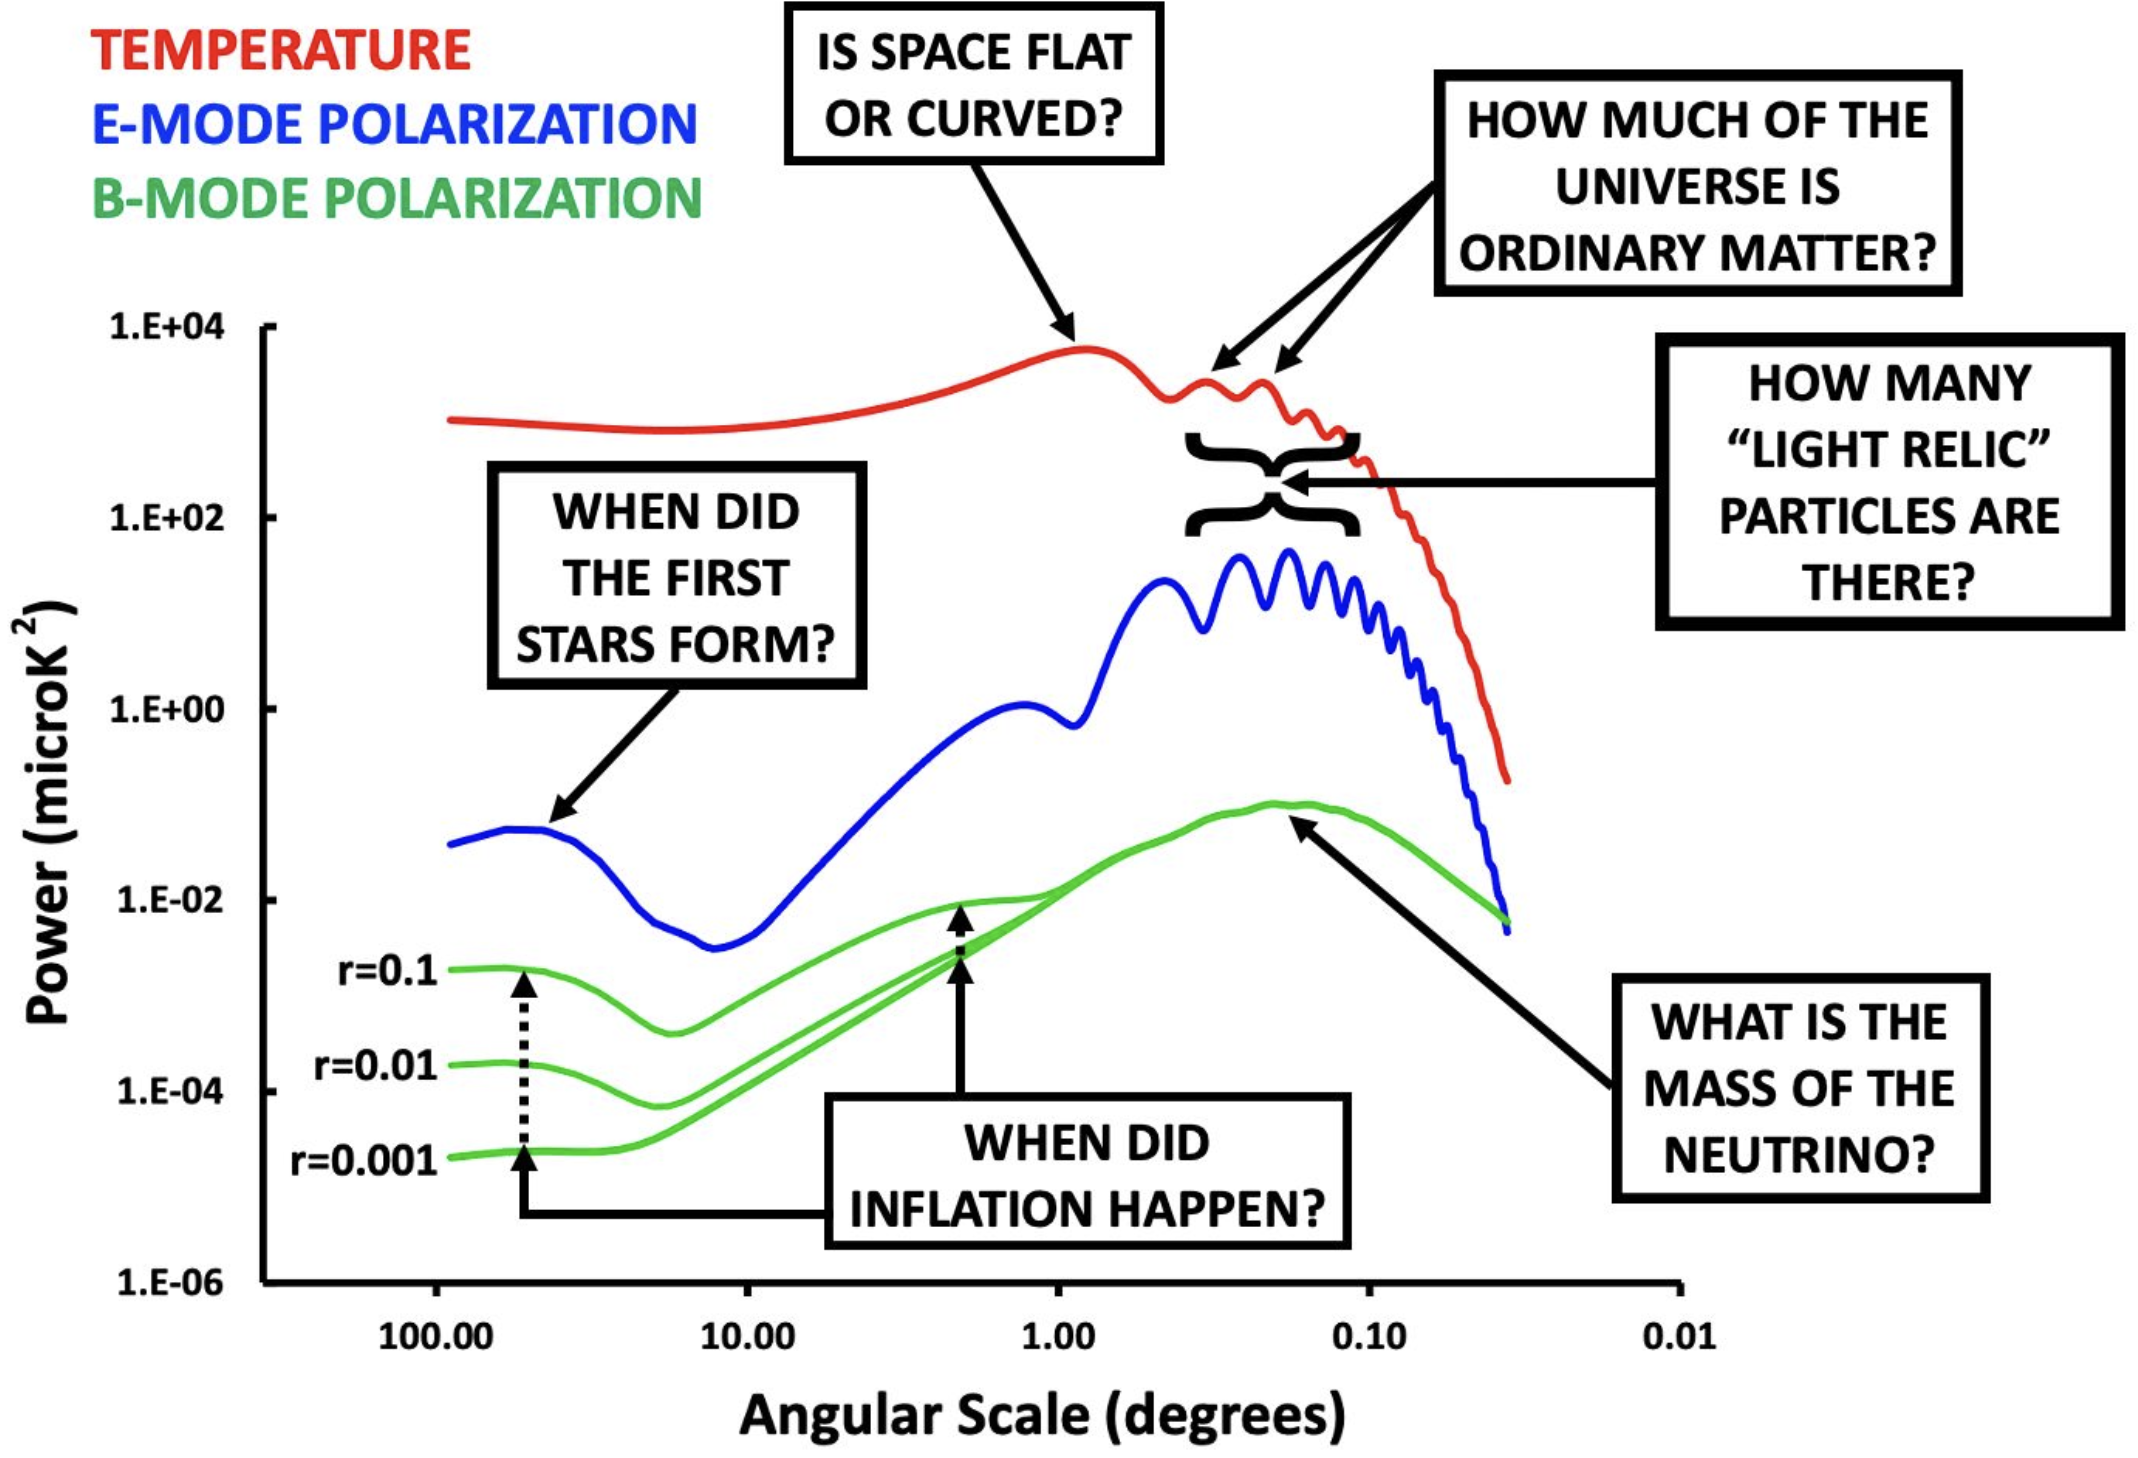 TEMPERATURE
E-MODE POLARIZATION
B-MODE POLARIZATION
IS SPACE FLAT
OR CURVED?
HOW MUCH OF THE
UNIVERSE IS
ORDINARY MATTER?
HOW MANY
“LIGHT RELIC”
PARTICLES ARE
THERE?
WHEN DID
THE FIRST
STARS FORM?
WHAT IS THE
MASS OF THE
NEUTRINO?
WHEN DID
INFLATION HAPPEN?
r=0.1
r=0.01
r=0.001
Power (microK²)
1.E+04
1.E+02
1.E+00
1.E-02
1.E-04
1.E-06
100.00
10.00
1.00
0.10
0.01
Angular Scale (degrees)